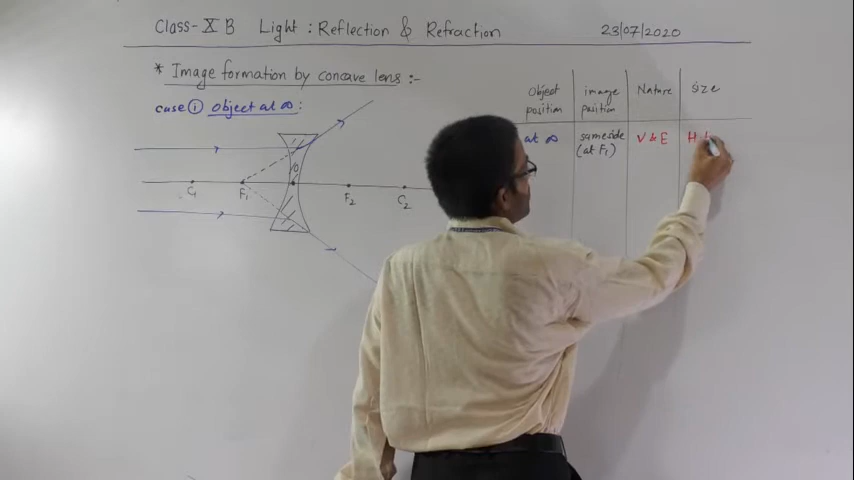 Class-X B Light : Reflection & Refraction 23/07/2020
* Image formation by concave lens :-
case ① object at ∞ :
C₁ F₁ O F₂ C₂
Object position image position Nature size
at ∞ same side (at F₁) V & E H